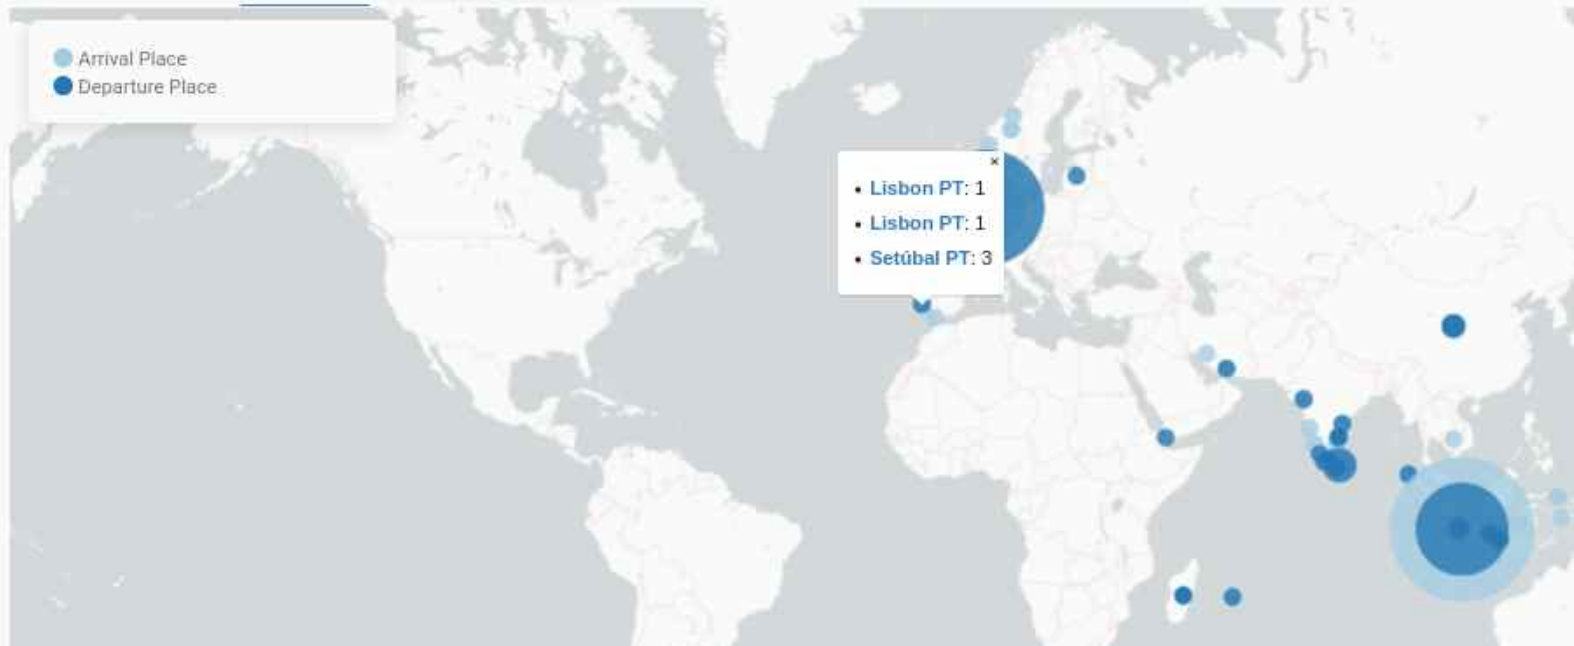 Arrival Place
Departure Place
×
• Lisbon PT: 1
• Lisbon PT: 1
• Setúbal PT: 3